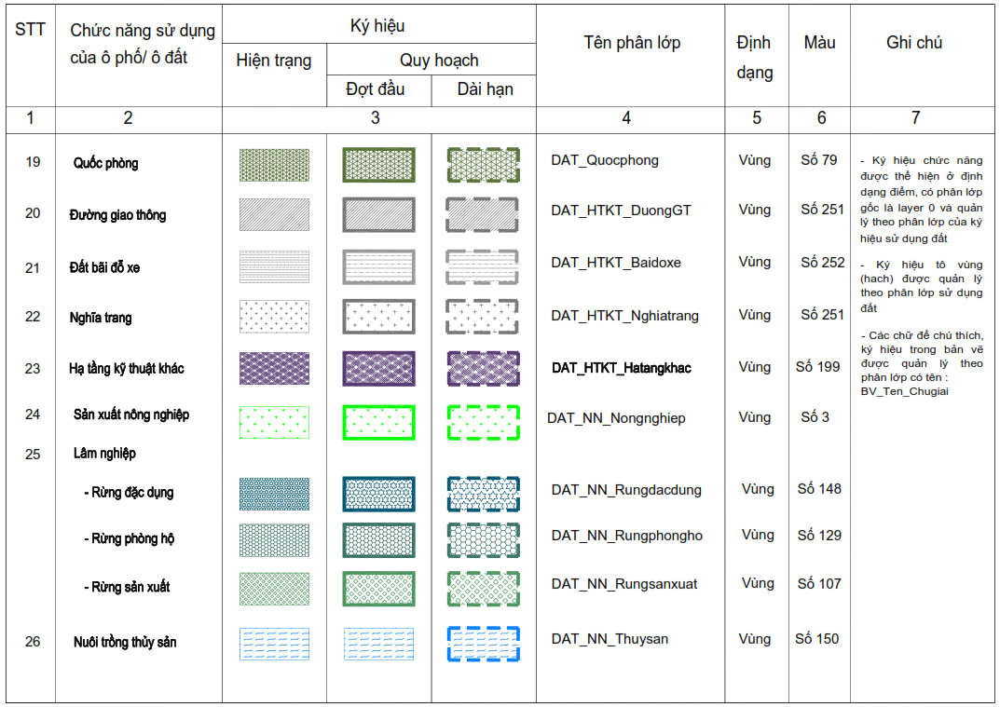 STT
Chức năng sử dụng
của ô phố/ ô đất
Ký hiệu
Hiện trạng
Quy hoạch
Đợt đầu
Dài hạn
Tên phân lớp
Định
dạng
Màu
Ghi chú
1 2 3 4 5 6 7
19 Quốc phòng DAT_Quocphong Vùng Số 79
20 Đường giao thông DAT_HTKT_DuongGT Vùng Số 251
21 Đất bãi đỗ xe DAT_HTKT_Baidoxe Vùng Số 252
22 Nghĩa trang DAT_HTKT_Nghiatrang Vùng Số 251
23 Hạ tầng kỹ thuật khác DAT_HTKT_Hatangkhac Vùng Số 199
24 Sản xuất nông nghiệp DAT_NN_Nongnghiep Vùng Số 3
25 Lâm nghiệp
- Rừng đặc dụng DAT_NN_Rungdacdung Vùng Số 148
- Rừng phòng hộ DAT_NN_Rungphongho Vùng Số 129
- Rừng sản xuất DAT_NN_Rungsanxuat Vùng Số 107
26 Nuôi trồng thủy sản DAT_NN_Thuysan Vùng Số 150
- Ký hiệu chức năng
được thể hiện ở định
dạng điểm, có phân lớp
gốc là layer 0 và quản
lý theo phân lớp của ký
hiệu sử dụng đất
- Ký hiệu tô vùng
(hach) được quản lý
theo phân lớp sử dụng
đất
- Các chữ để chú thích,
ký hiệu trong bản vẽ
được quản lý theo
phân lớp có tên :
BV_Ten_Chugiai